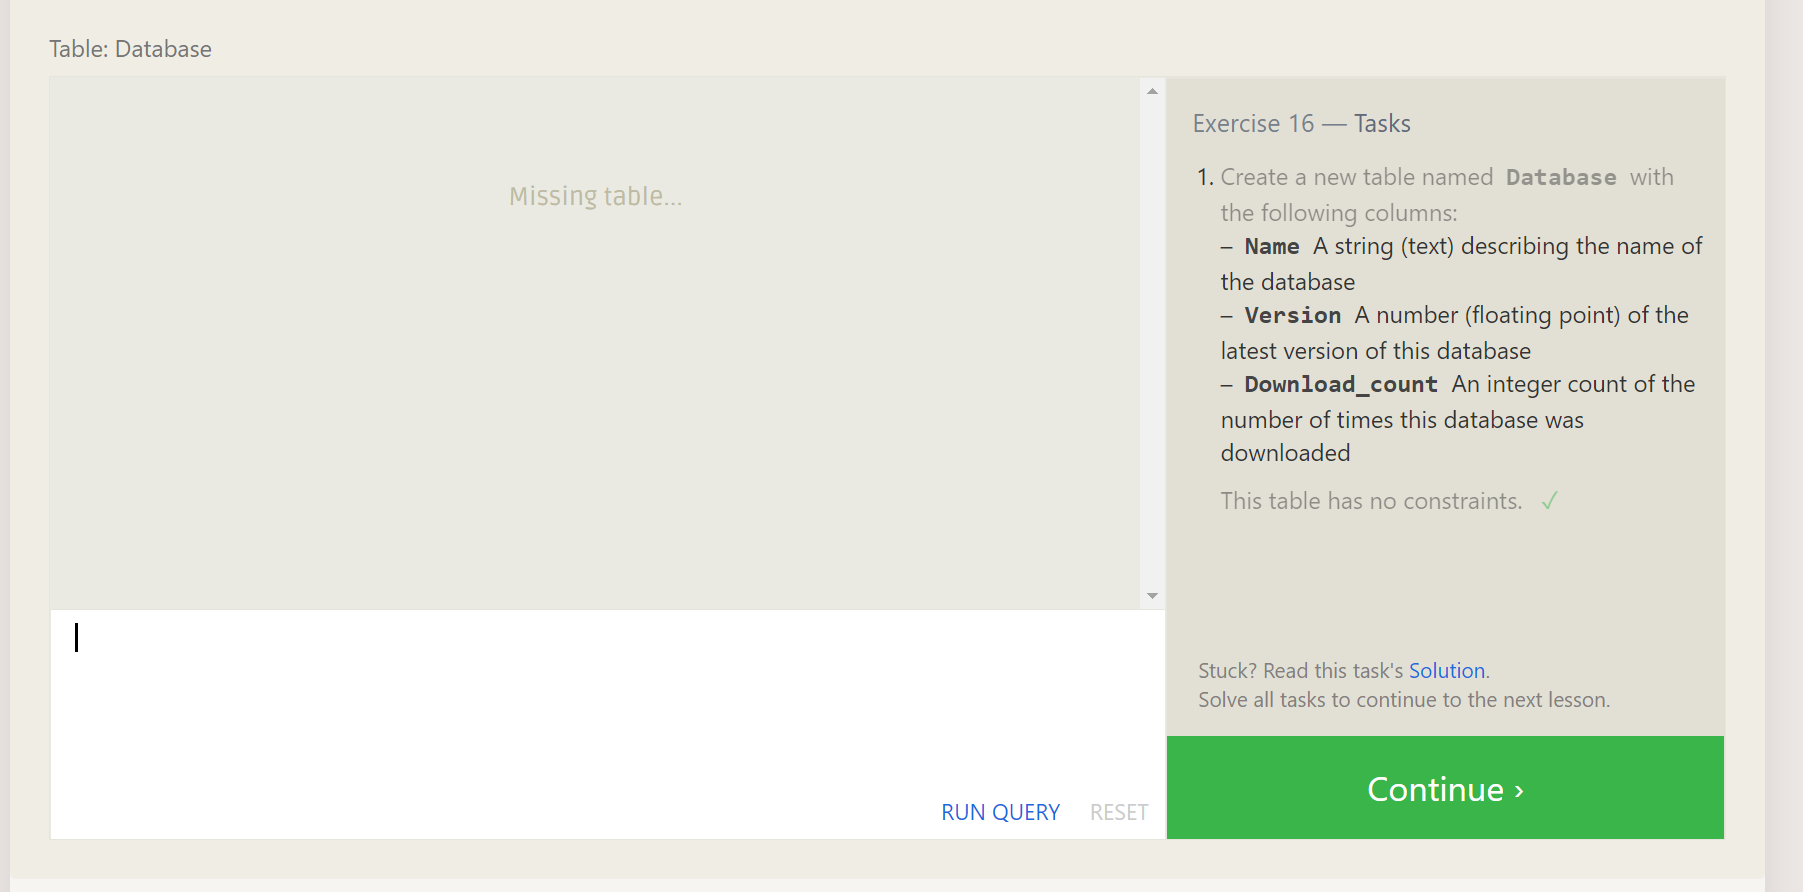 Table: Database
Missing table...
RUN QUERY RESET
Exercise 16 — Tasks
1. Create a new table named Database with
the following columns:
– Name A string (text) describing the name of
the database
– Version A number (floating point) of the
latest version of this database
– Download_count An integer count of the
number of times this database was
downloaded
This table has no constraints. ✓
Stuck? Read this task's Solution.
Solve all tasks to continue to the next lesson.
Continue ›